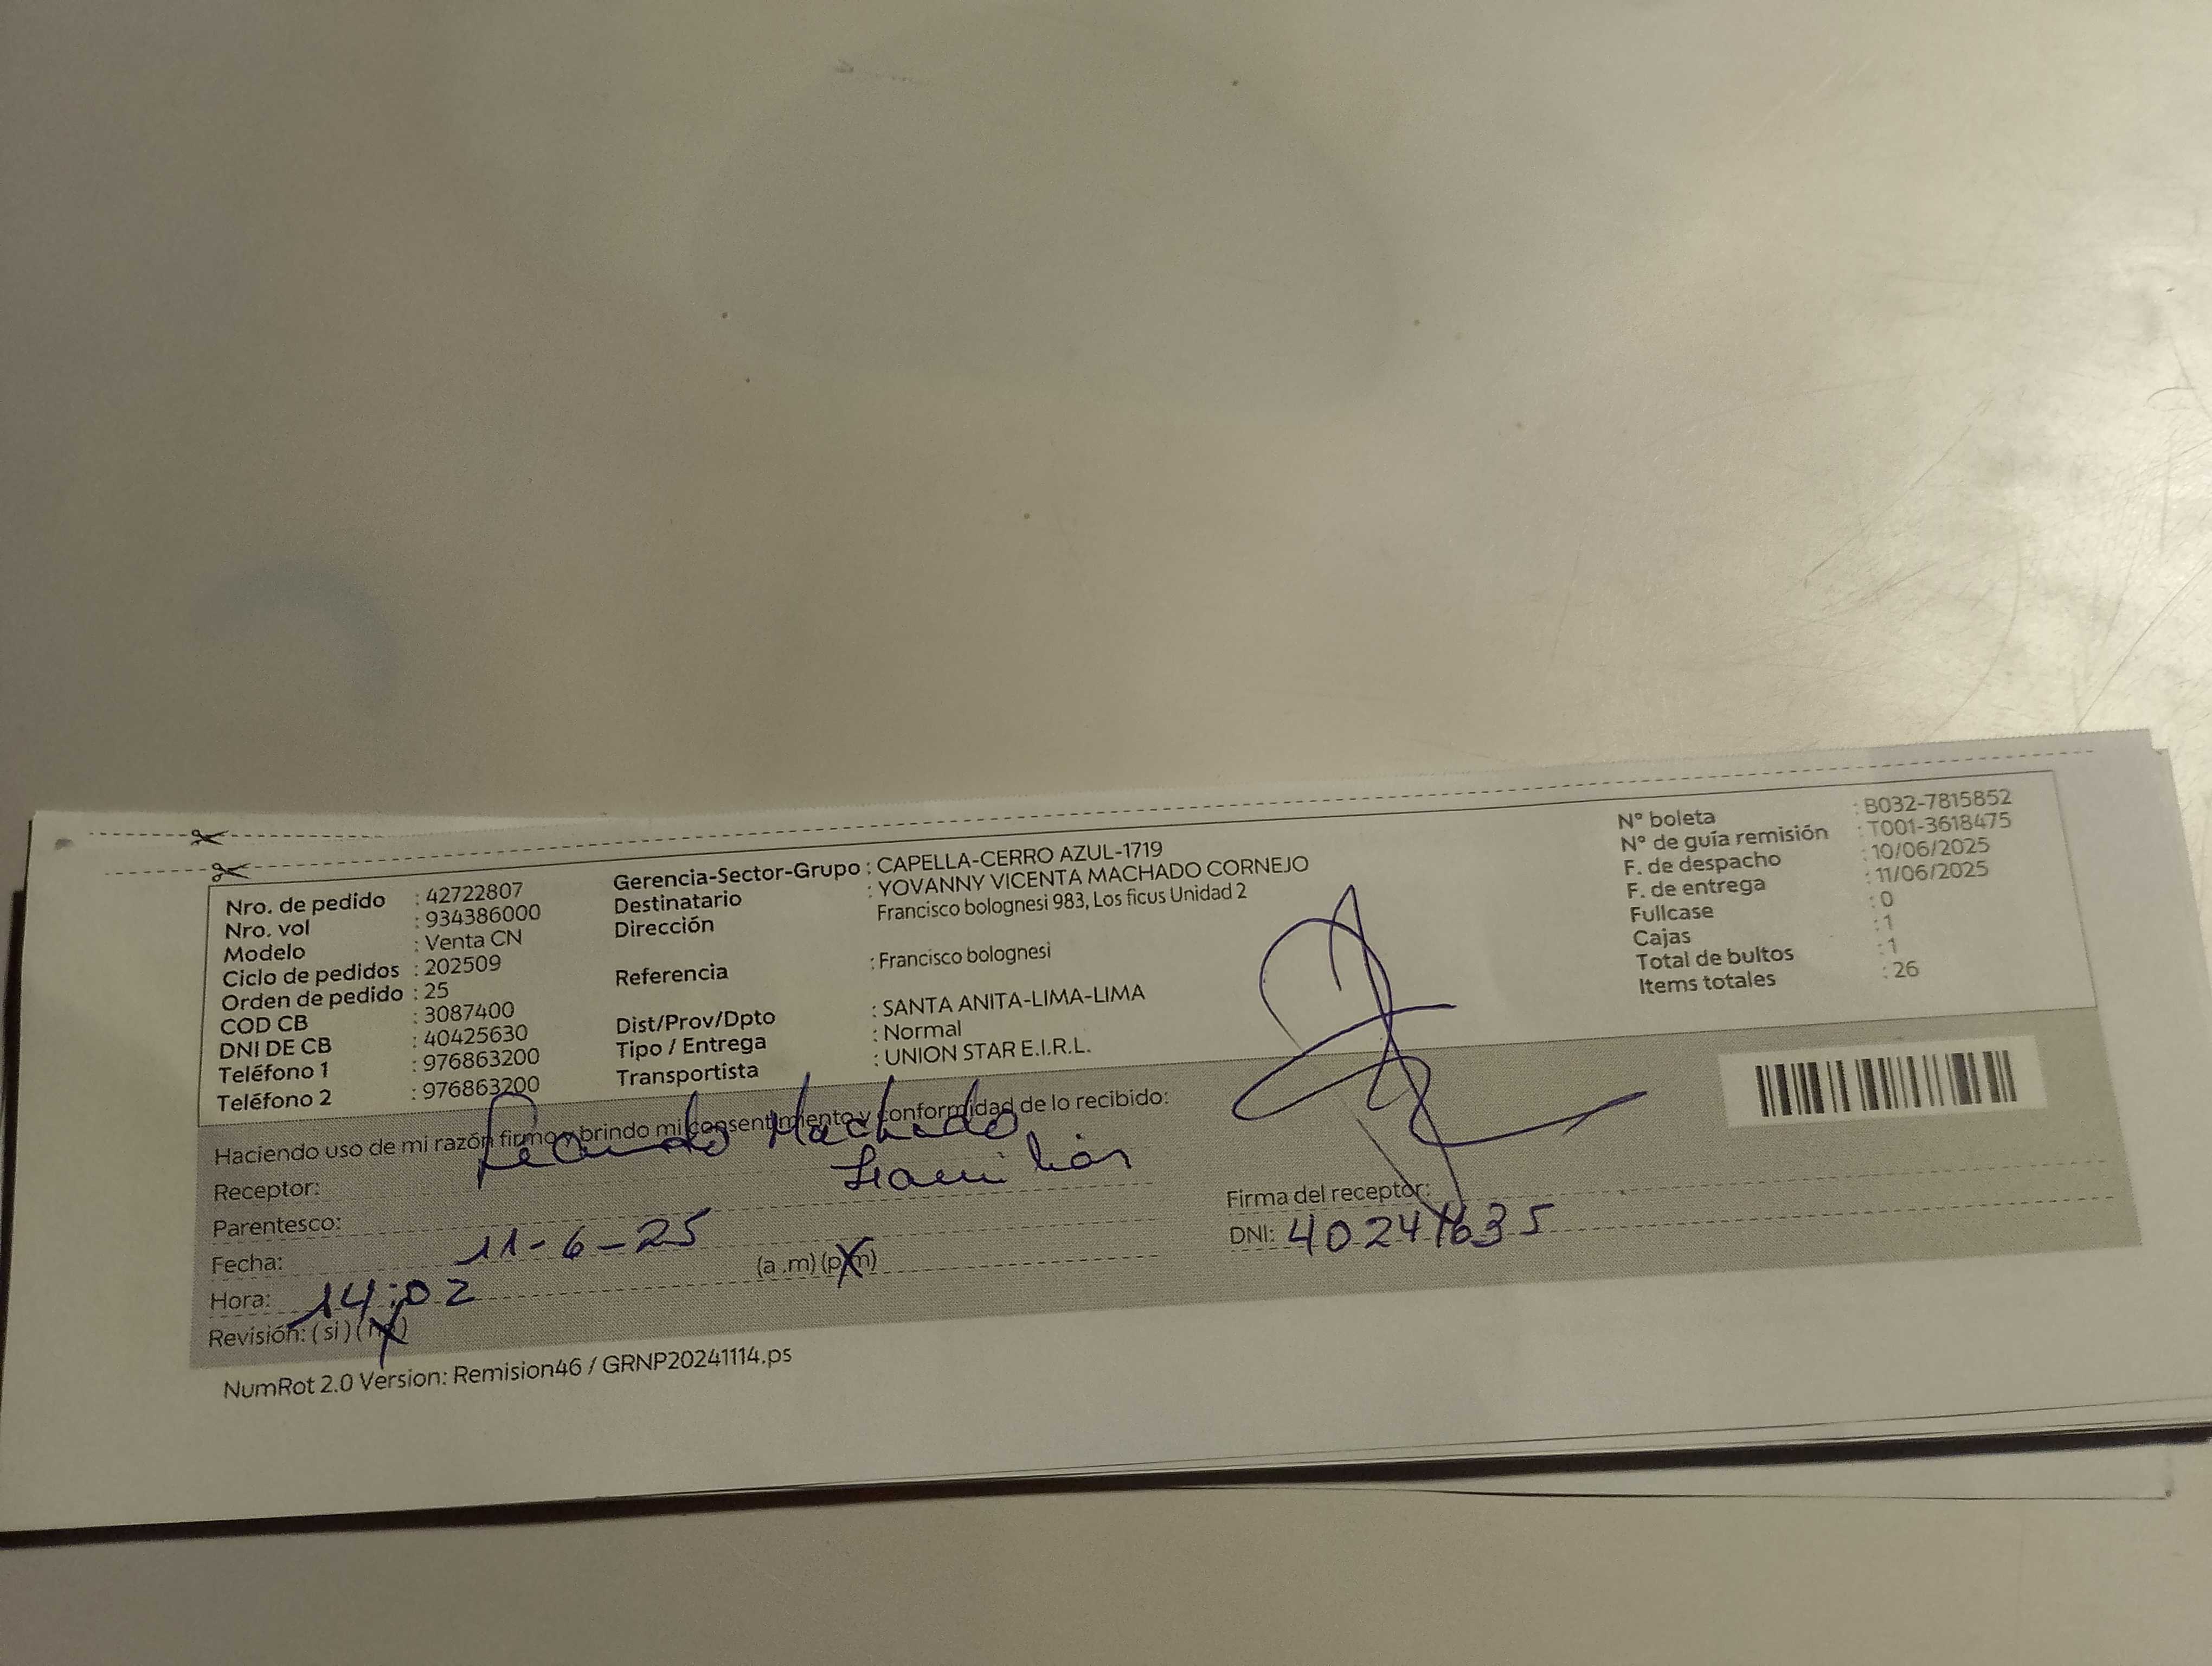 Nro. de pedido : 42722807
Nro. vol : 934386000
Modelo : Venta CN
Ciclo de pedidos : 202509
Orden de pedido : 25
COD CB : 3087400
DNI DE CB : 40425630
Teléfono 1 : 976863200
Teléfono 2 : 976863200
Gerencia-Sector-Grupo : CAPELLA-CERRO AZUL-1719
Destinatario : YOVANNY VICENTA MACHADO CORNEJO
Dirección Francisco bolognesi 983, Los ficus Unidad 2
Referencia : Francisco bolognesi
Dist/Prov/Dpto : SANTA ANITA-LIMA-LIMA
Tipo / Entrega : Normal
Transportista : UNION STAR E.I.R.L.
N° boleta : B032-7815852
N° de guía remisión : T001-3618475
F. de despacho : 10/06/2025
F. de entrega : 11/06/2025
Fullcase : 0
Cajas : 1
Total de bultos : 1
Items totales : 26
Haciendo uso de mi razón firmo y brindo mi consentimiento y conformidad de lo recibido:
Receptor: Machado
Parentesco: 
Fecha: 11-6-25
Hora: 14:02 (a.m) (p.m)
Revisión: (si) (no)
Firma del receptor:
DNI: 40241635
NumRot 2.0 Version: Remision46 / GRNP20241114.ps